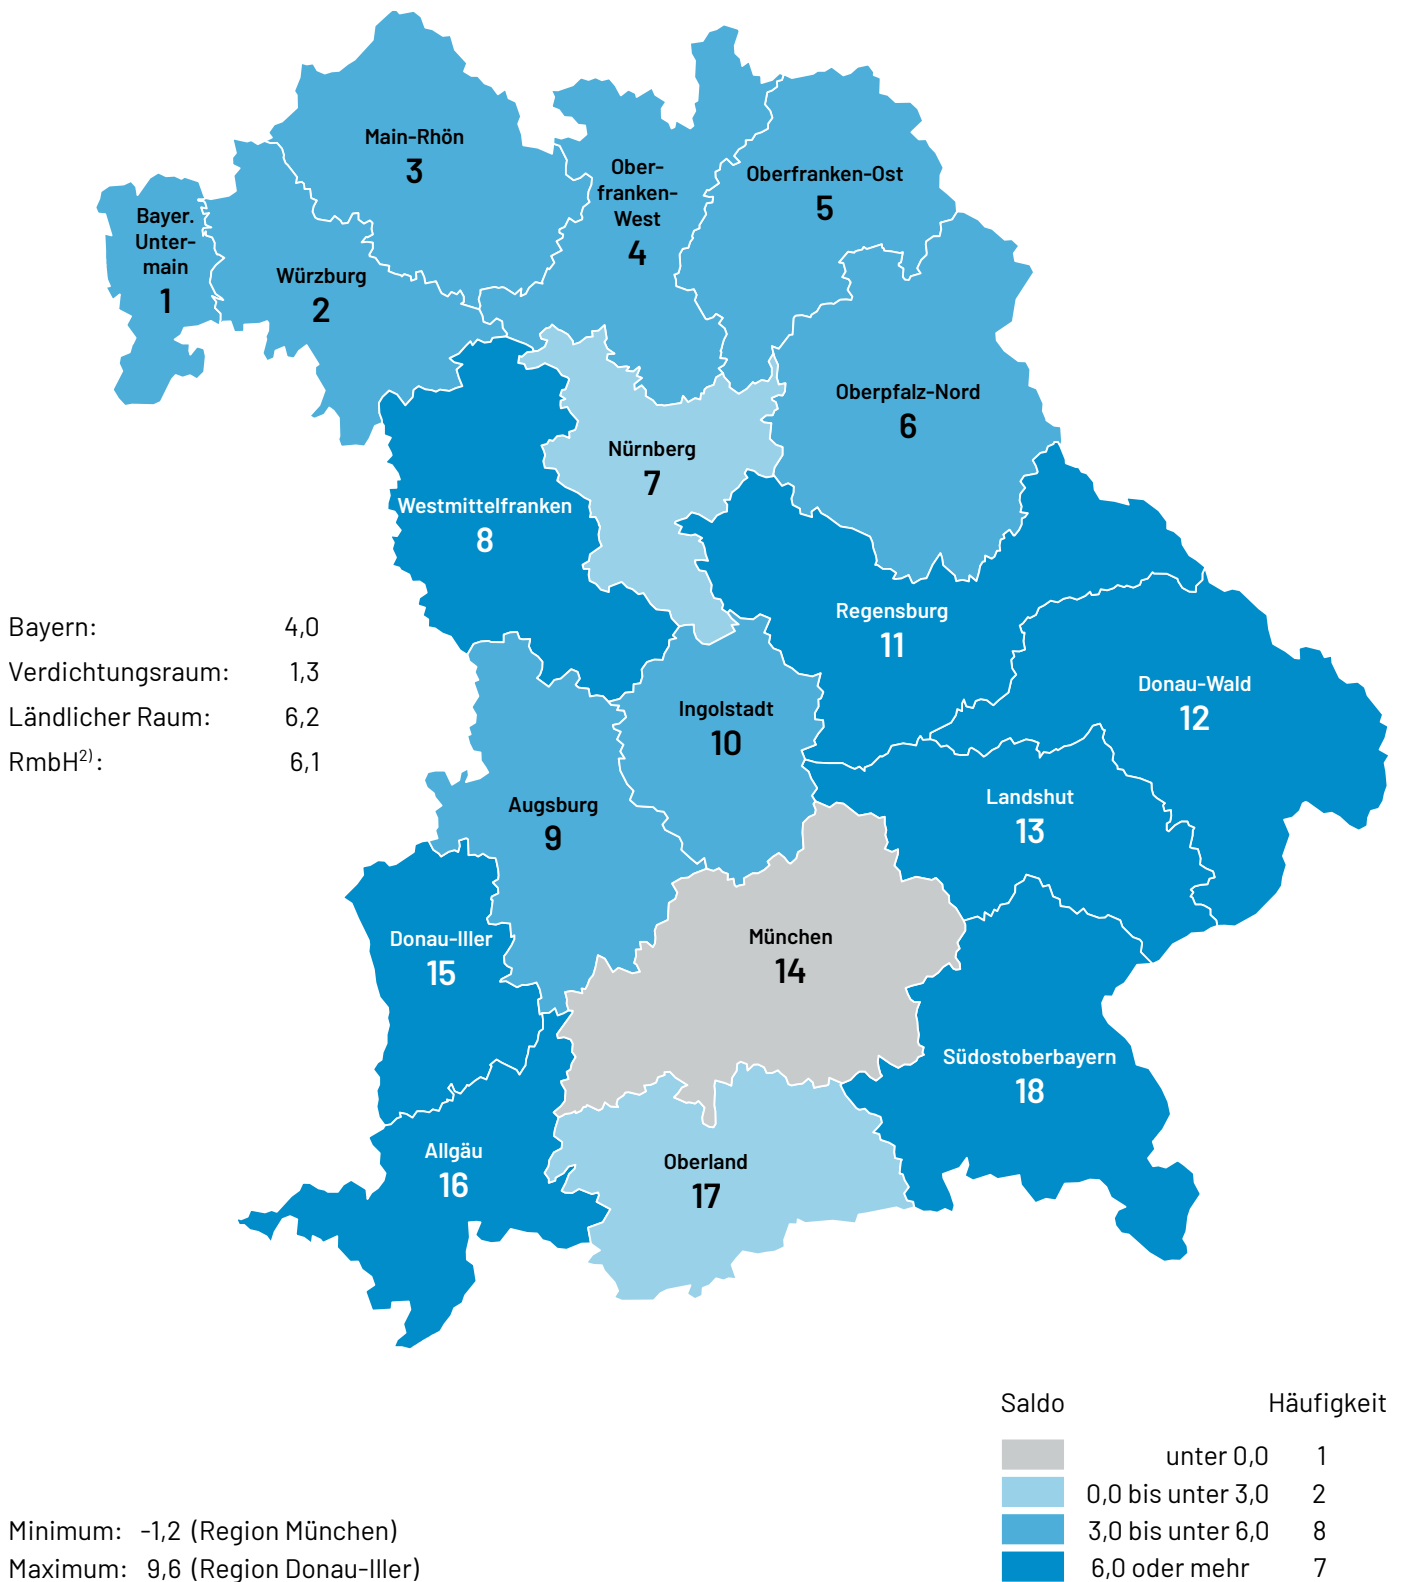 Main-Rhön
3
Ober-
franken-
West
4
Oberfranken-Ost
5
Bayer.
Unter-
main
1
Würzburg
2
Oberpfalz-Nord
6
Nürnberg
7
Westmittelfranken
8
Regensburg
11
Bayern: 4,0
Verdichtungsraum: 1,3
Ländlicher Raum: 6,2
RmbH2): 6,1
Donau-Wald
12
Ingolstadt
10
Augsburg
9
Landshut
13
Donau-Iller
15
München
14
Südostoberbayern
18
Allgäu
16
Oberland
17
Saldo Häufigkeit
unter 0,0 1
0,0 bis unter 3,0 2
3,0 bis unter 6,0 8
6,0 oder mehr 7
Minimum: -1,2 (Region München)
Maximum: 9,6 (Region Donau-Iller)